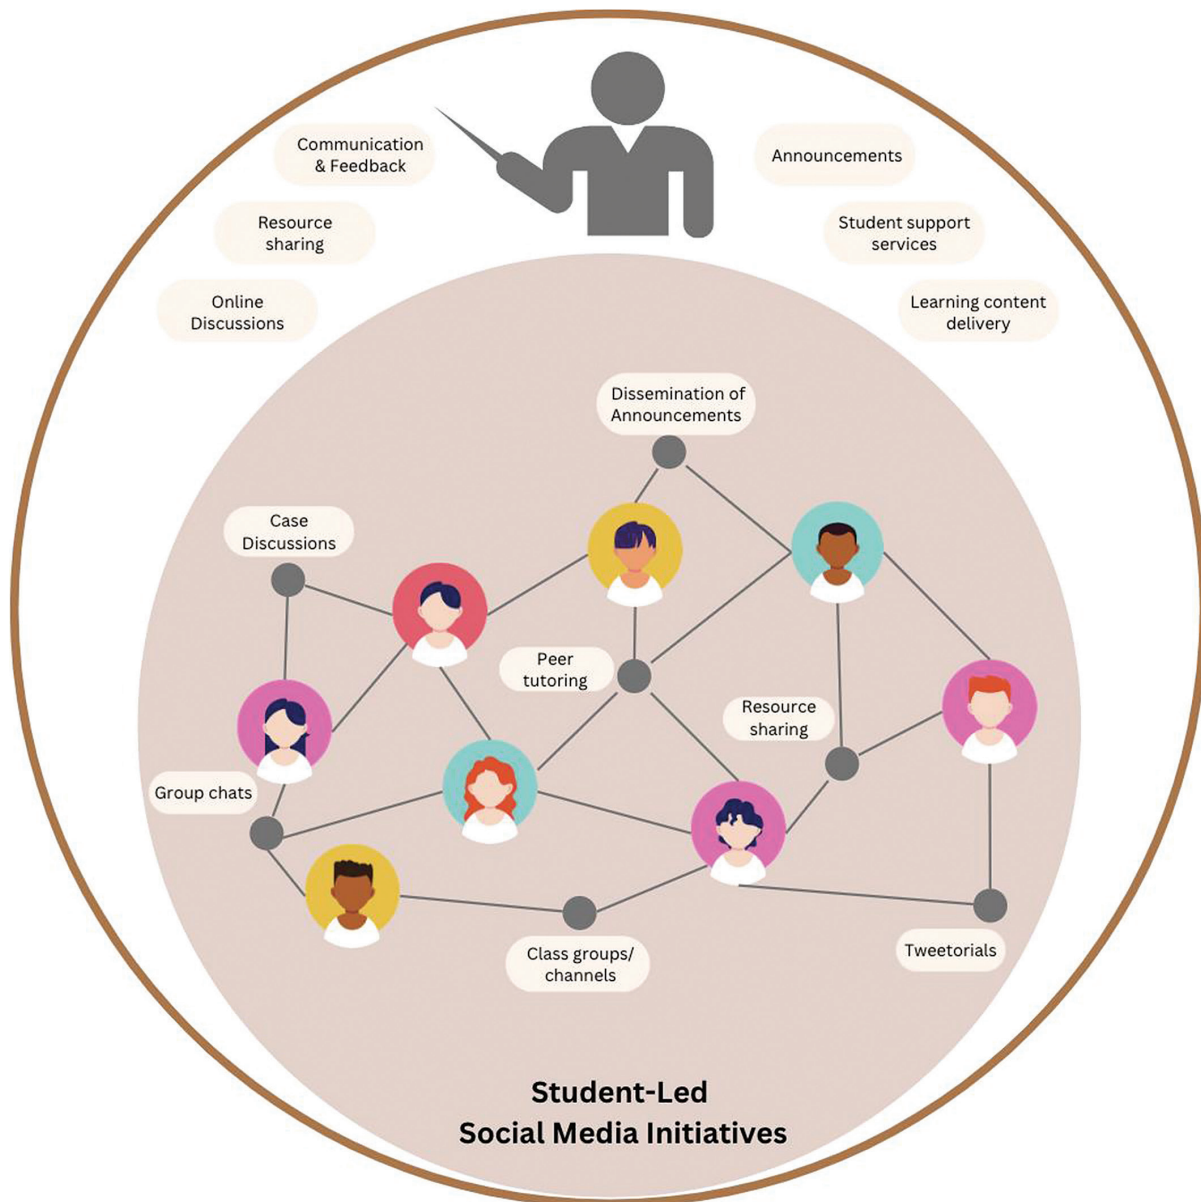 Communication
& Feedback
Announcements
Resource
sharing
Student support
services
Online
Discussions
Learning content
delivery
Dissemination of
Announcements
Case
Discussions
Peer
tutoring
Resource
sharing
Group chats
Class groups/
channels
Tweetorials
Student-Led
Social Media Initiatives